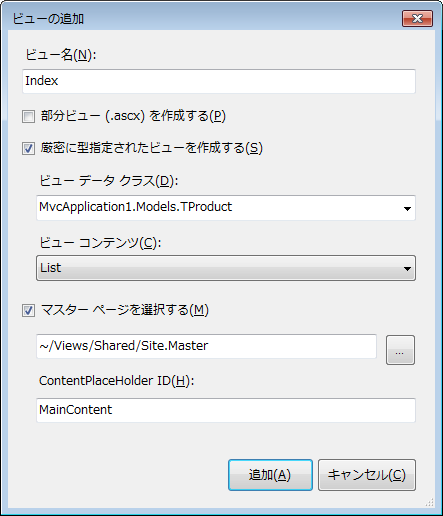 ビューの追加
ビュー名(N):
Index
部分ビュー (.ascx) を作成する(P)
厳密に型指定されたビューを作成する(S)
ビュー データ クラス(D):
MvcApplication1.Models.TProduct
ビュー コンテンツ(C):
List
マスター ページを選択する(M)
~/Views/Shared/Site.Master
...
ContentPlaceHolder ID(H):
MainContent
追加(A) キャンセル(C)